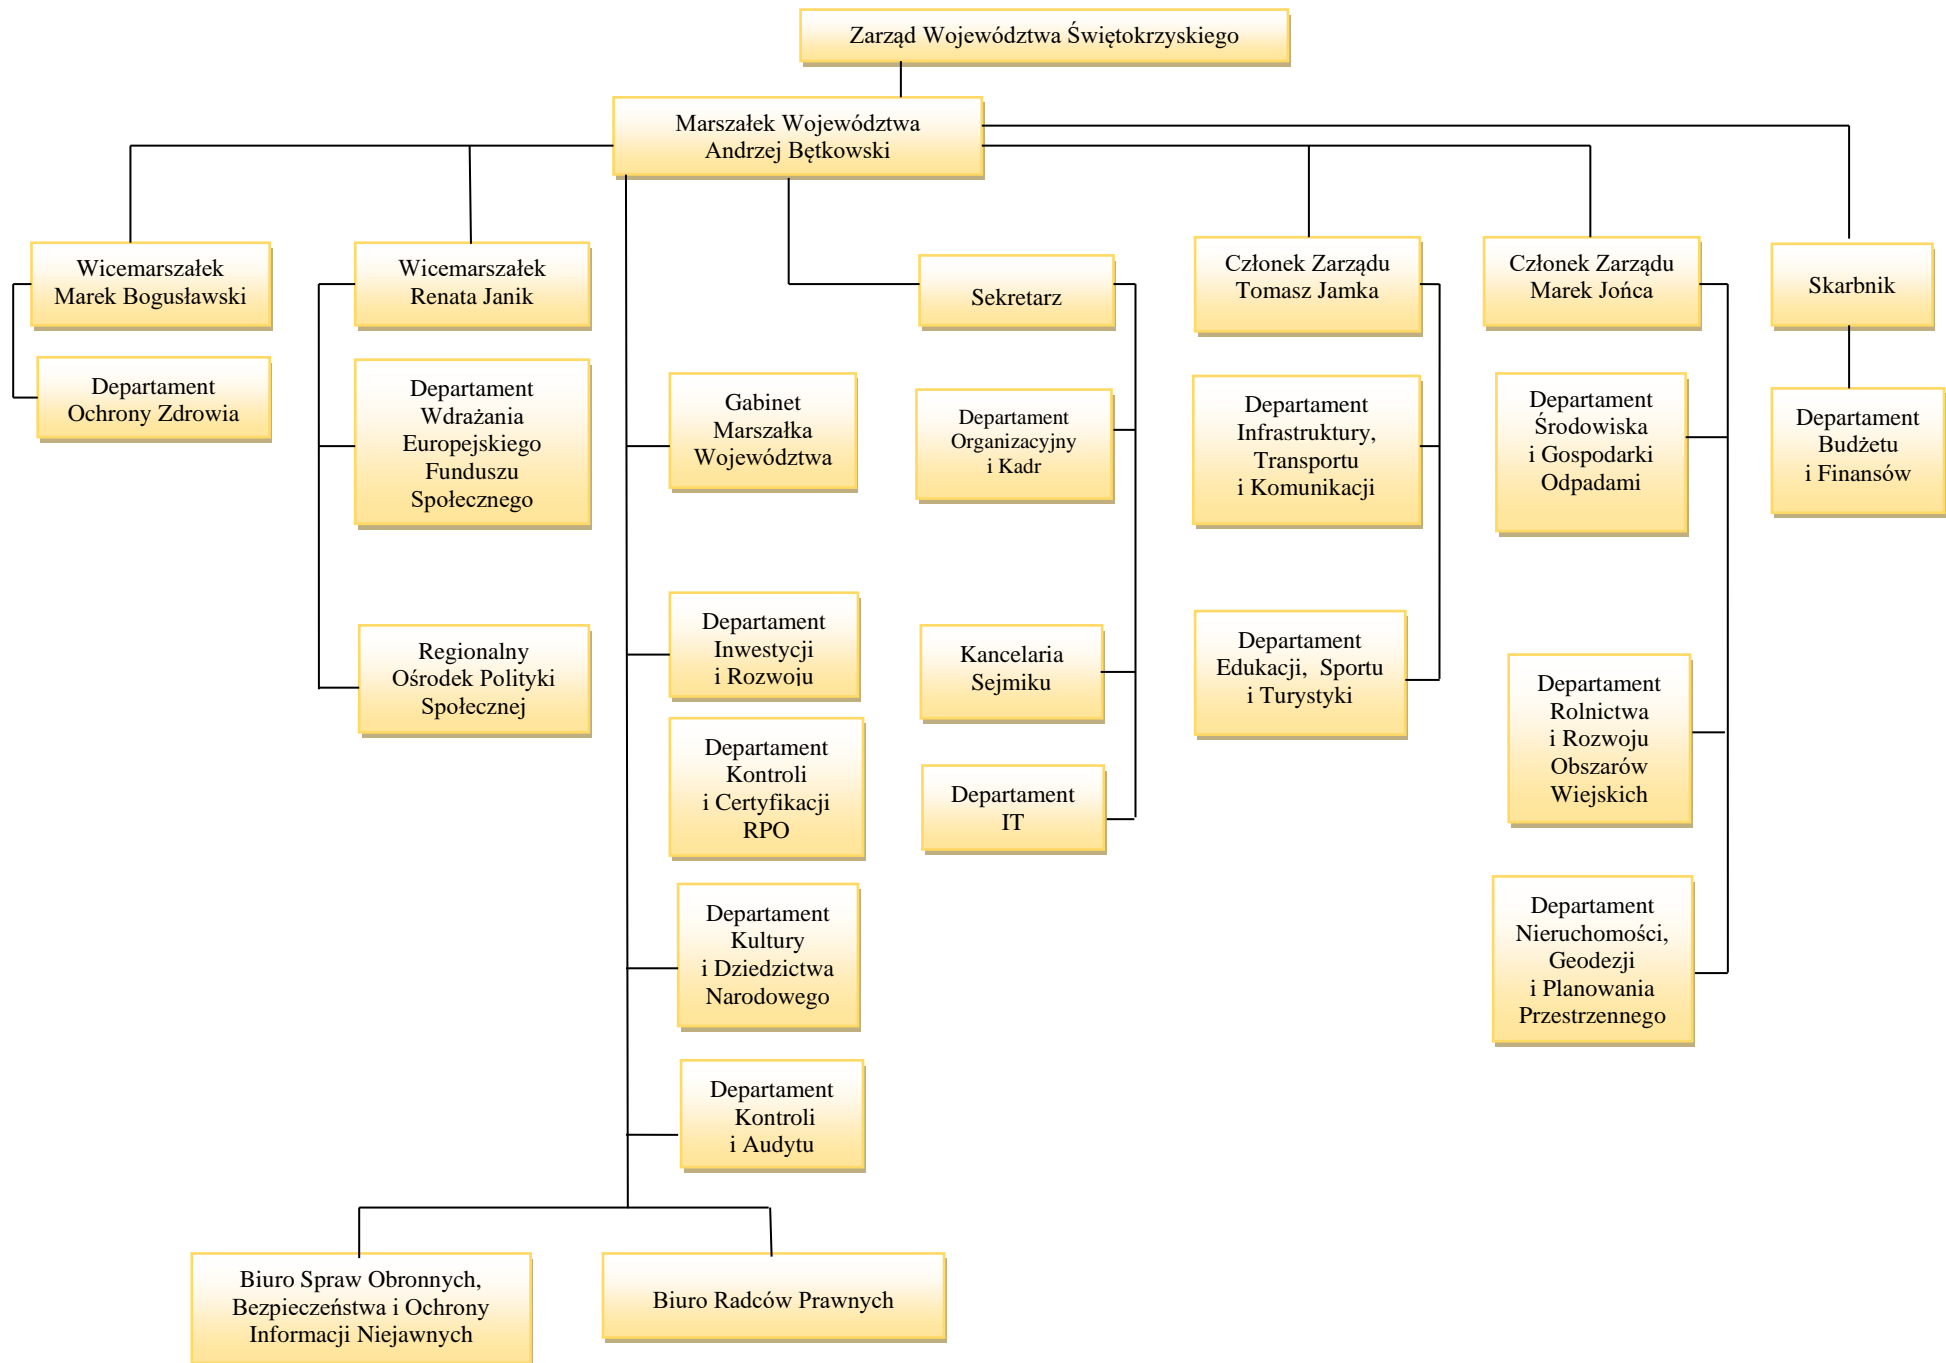 Zarząd Województwa Świętokrzyskiego
Marszałek Województwa
Andrzej Bętkowski
Wicemarszałek
Marek Bogusławski
Wicemarszałek
Renata Janik
Sekretarz
Członek Zarządu
Tomasz Jamka
Członek Zarządu
Marek Jońca
Skarbnik
Departament
Ochrony Zdrowia
Departament
Wdrażania
Europejskiego
Funduszu
Społecznego
Regionalny
Ośrodek Polityki
Społecznej
Gabinet
Marszałka
Województwa
Departament
Inwestycji
i Rozwoju
Departament
Kontroli
i Certyfikacji
RPO
Departament
Kultury
i Dziedzictwa
Narodowego
Departament
Kontroli
i Audytu
Departament
Organizacyjny
i Kadr
Kancelaria
Sejmiku
Departament
IT
Departament
Infrastruktury,
Transportu
i Komunikacji
Departament
Edukacji, Sportu
i Turystyki
Departament
Środowiska
i Gospodarki
Odpadami
Departament
Rolnictwa
i Rozwoju
Obszarów
Wiejskich
Departament
Nieruchomości,
Geodezji
i Planowania
Przestrzennego
Departament
Budżetu
i Finansów
Biuro Spraw Obronnych,
Bezpieczeństwa i Ochrony
Informacji Niejawnych
Biuro Radców Prawnych